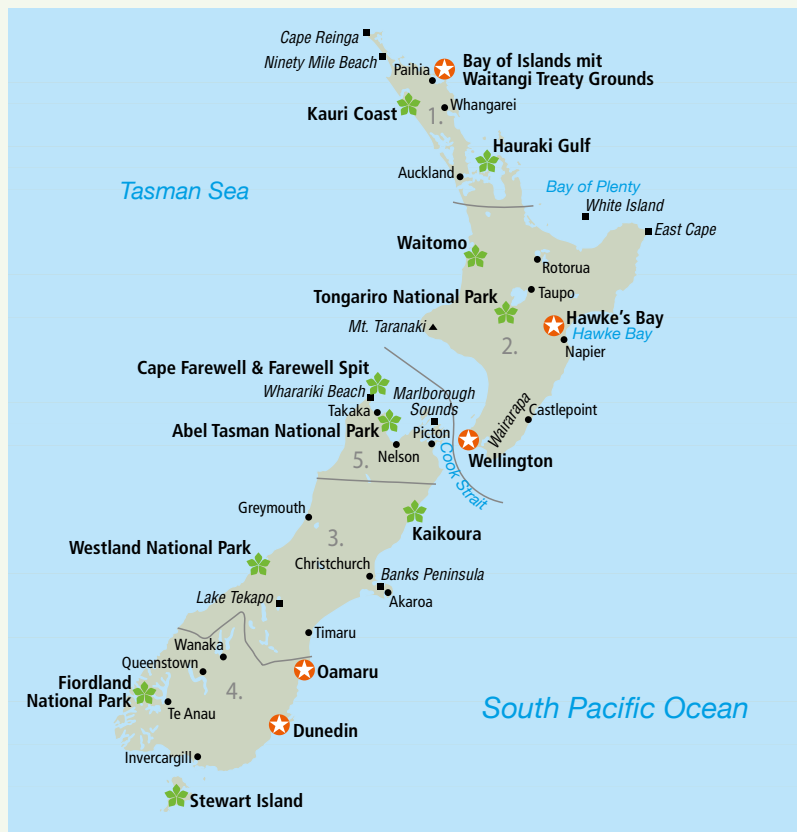 Cape Reinga
Ninety Mile Beach
Paihia
Bay of Islands mit
Waitangi Treaty Grounds
Kauri Coast
1.
Whangarei
Hauraki Gulf
Auckland
Tasman Sea
Bay of Plenty
White Island
East Cape
Waitomo
Rotorua
Tongariro National Park
Taupo
Mt. Taranaki
Hawke's Bay
Hawke Bay
2.
Napier
Cape Farewell & Farewell Spit
Wharariki Beach
Marlborough
Sounds
Takaka
Abel Tasman National Park
Picton
Wairarapa
Castlepoint
5.
Nelson
Wellington
Cook Strait
Greymouth
Kaikoura
3.
Westland National Park
Christchurch
Banks Peninsula
Lake Tekapo
Akaroa
Timaru
Wanaka
Queenstown
Oamaru
Fiordland
National Park
4.
Te Anau
South Pacific Ocean
Dunedin
Invercargill
Stewart Island